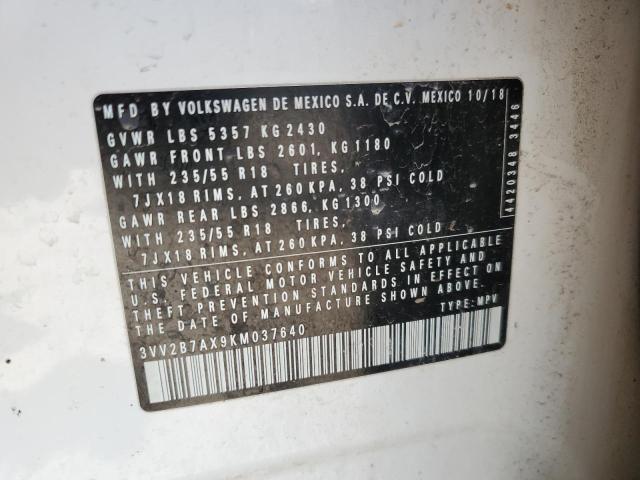 MFD. BY VOLKSWAGEN DE MEXICO S.A. DE C.V. MEXICO 10/18
GVWR LBS 5357 KG 2430
GAWR FRONT LBS 2601, KG 1180
WITH 235/55 R18 TIRES,
7JX18 RIMS, AT 260 KPA, 38 PSI COLD
GAWR REAR LBS 2866, KG 1300
WITH 235/55 R18 TIRES,
7JX18 RIMS, AT 260 KPA, 38 PSI COLD
THIS VEHICLE CONFORMS TO ALL APPLICABLE
U.S. FEDERAL MOTOR VEHICLE SAFETY AND
THEFT PREVENTION STANDARDS IN EFFECT ON
THE DATE OF MANUFACTURE SHOWN ABOVE.
3VV2B7AX9KM037640 TYPE: MPV
4420348 3446